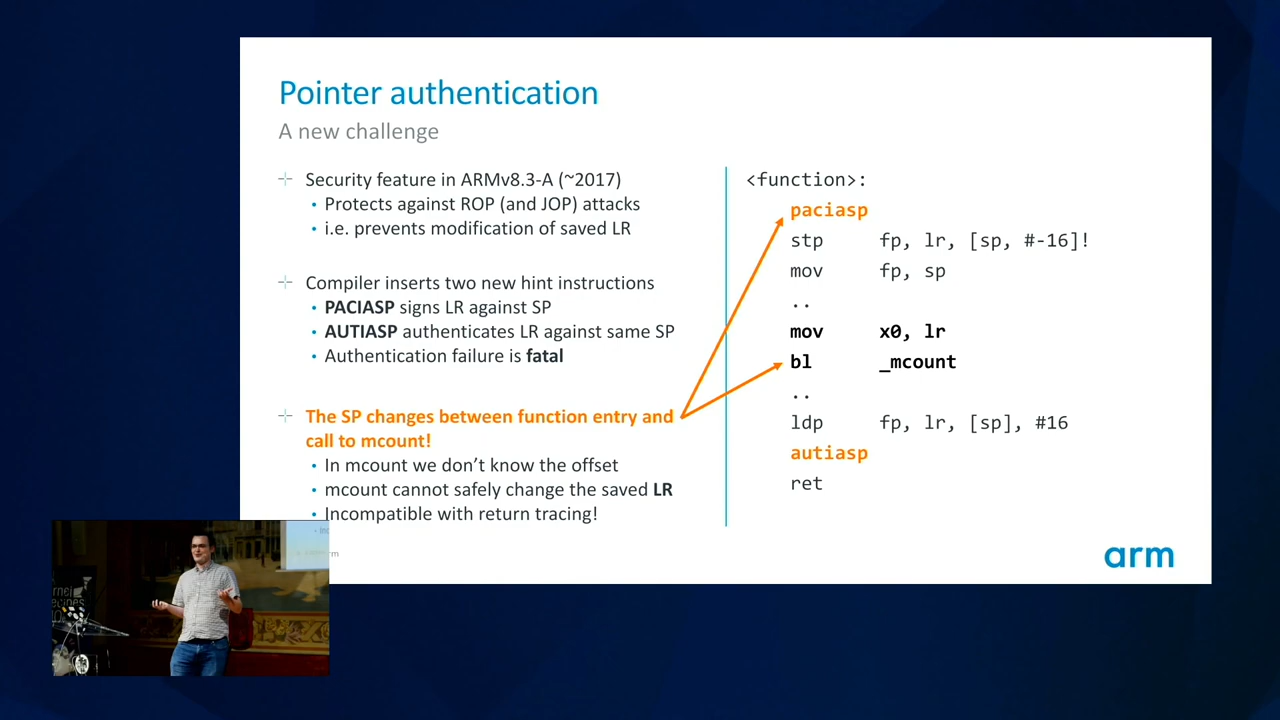 Pointer authentication
A new challenge
Security feature in ARMv8.3-A (~2017)
• Protects against ROP (and JOP) attacks
• i.e. prevents modification of saved LR
Compiler inserts two new hint instructions
• PACIASP signs LR against SP
• AUTIASP authenticates LR against same SP
• Authentication failure is fatal
The SP changes between function entry and
call to mcount!
• In mcount we don't know the offset
• mcount cannot safely change the saved LR
• Incompatible with return tracing!
<function>:
paciasp
stp fp, lr, [sp, #-16]!
mov fp, sp
..
mov x0, lr
bl _mcount
..
ldp fp, lr, [sp], #16
autiasp
ret
arm